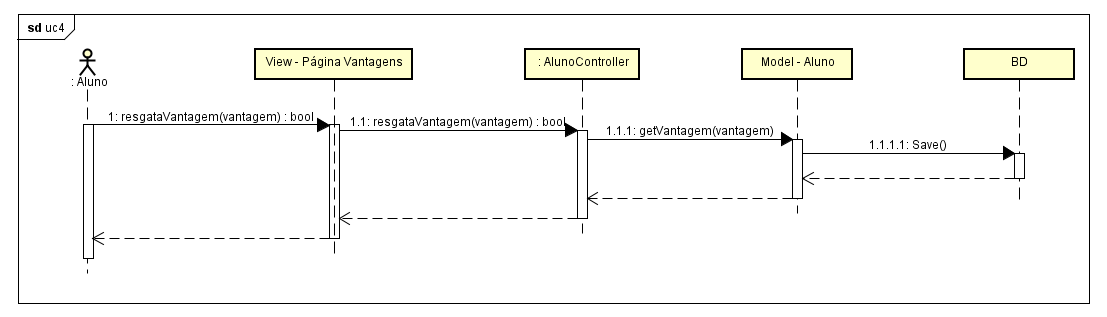 sd uc4
: Aluno
View - Página Vantagens
: AlunoController
Model - Aluno
BD
1: resgataVantagem(vantagem) : bool
1.1: resgataVantagem(vantagem) : bool
1.1.1: getVantagem(vantagem)
1.1.1.1: Save()